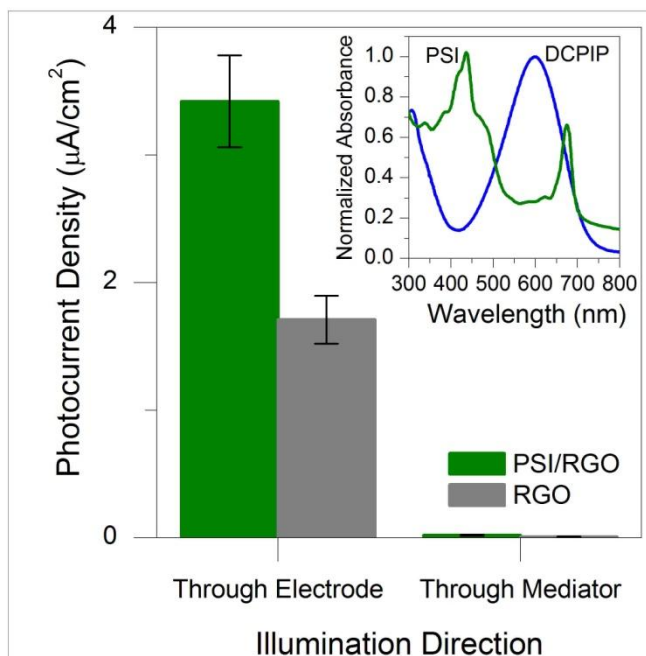 Photocurrent Density (μA/cm²)
4
2
0
Through Electrode
Through Mediator
Illumination Direction
PSI/RGO
RGO
PSI
DCPIP
Normalized Absorbance
1.0
0.8
0.6
0.4
0.2
0.0
300 400 500 600 700 800
Wavelength (nm)